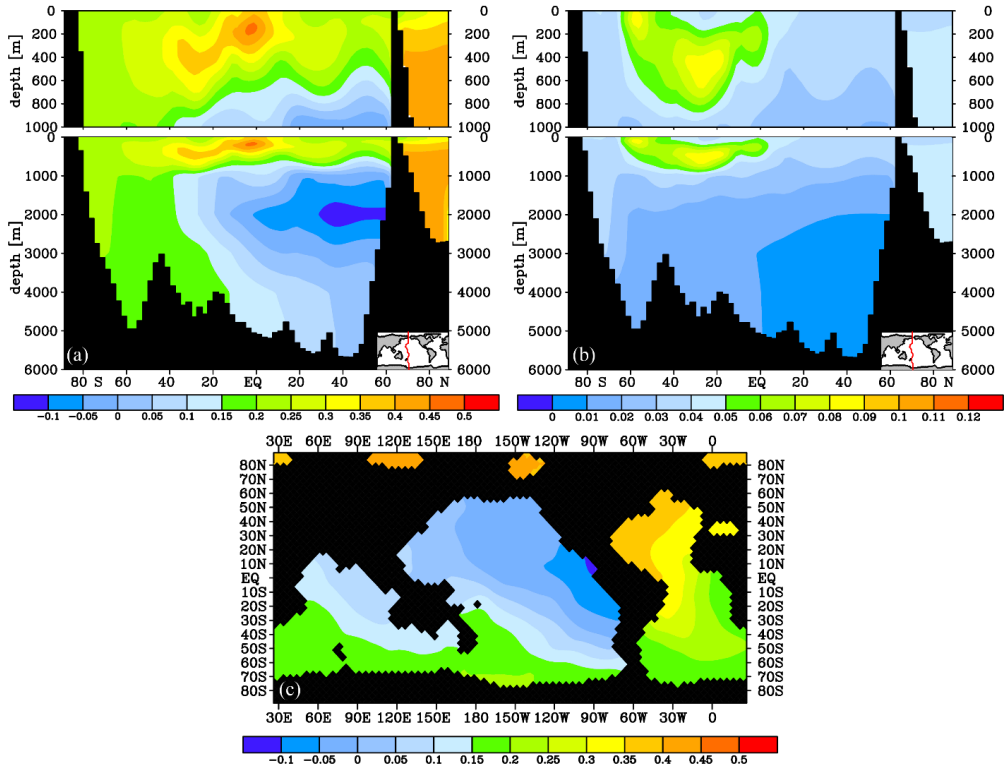 0 0 0 0
200 200 200 200
400 400 400 400
600 600 600 600
800 800 800 800
1000 1000 1000 1000
depth [m] depth [m]
0 0 0 0
1000 1000 1000 1000
2000 2000 2000 2000
3000 3000 3000 3000
4000 4000 4000 4000
5000 5000 5000 5000
6000 6000 6000 6000
depth [m] depth [m]
(a) (b)
80 S 60 40 20 EQ 20 40 60 80 N 80 S 60 40 20 EQ 20 40 60 80 N
-0.1 -0.05 0 0.05 0.1 0.15 0.2 0.25 0.3 0.35 0.4 0.45 0.5
0 0.01 0.02 0.03 0.04 0.05 0.06 0.07 0.08 0.09 0.1 0.11 0.12
30E 60E 90E 120E 150E 180 150W 120W 90W 60W 30W 0
80N 80N
70N 70N
60N 60N
50N 50N
40N 40N
30N 30N
20N 20N
10N 10N
EQ EQ
10S 10S
20S 20S
30S 30S
40S 40S
50S 50S
60S 60S
70S 70S
80S 80S
(c)
30E 60E 90E 120E 150E 180 150W 120W 90W 60W 30W 0
-0.1 -0.05 0 0.05 0.1 0.15 0.2 0.25 0.3 0.35 0.4 0.45 0.5